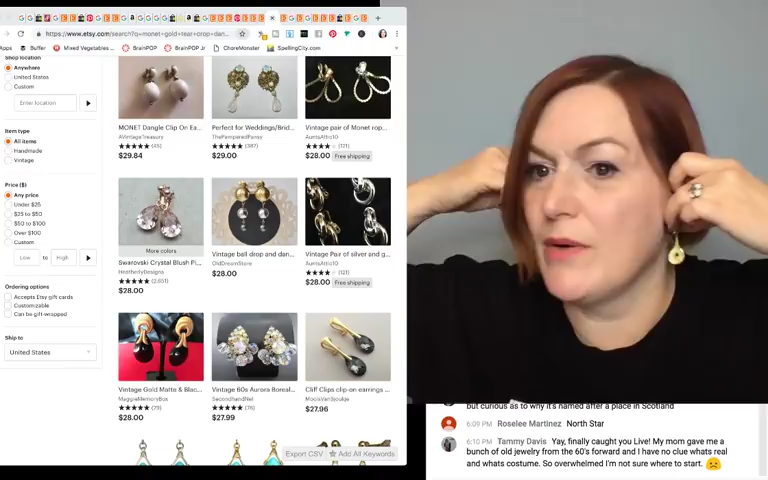 https://www.etsy.com/search?q=monet+gold+tear+crop+dan...
Apps
Buffer
Mixed Vegetables ...
BrainPOP
BrainPOP Jr
ChoreMonster
SpellingCity.com
Shop location
Anywhere
United States
Custom
Enter location
Item type
All items
Handmade
Vintage
Price ($)
Any price
Under $25
$25 to $50
$50 to $100
Over $100
Custom
Low to High
Ordering options
Accepts Etsy gift cards
Customizable
Can be gift-wrapped
Ship to
United States
MONET Dangle Clip On Ea...
AVintageTreasury
(45)
$29.84
Perfect for Weddings/Brid...
ThePamperedPansy
(387)
$29.00
Vintage pair of Monet rop...
AuntsAttic10
(121)
$28.00 Free shipping
More colors
Swarovski Crystal Blush Pi...
HeatherlyDesigns
(2,651)
$28.00
Vintage ball drop and dan...
OldDreamStore
$28.00
Vintage Pair of silver and g...
AuntsAttic10
(121)
$28.00 Free shipping
Vintage Gold Matte & Blac...
MaggieMemoryBox
(79)
$28.00
Vintage 60s Aurora Boreal...
(76)
$27.99
Cliff Clips clip-on earrings ...
$27.96
Export CSV
Add All Keywords
but curious as to why it's named after a place in Scotland
6:09 PM Roselee Martinez North Star
6:10 PM Tammy Davis Yay, finally caught you Live! My mom gave me a
bunch of old jewelry from the 60's forward and I have no clue whats real
and whats costume. So overwhelmed I'm not sure where to start.